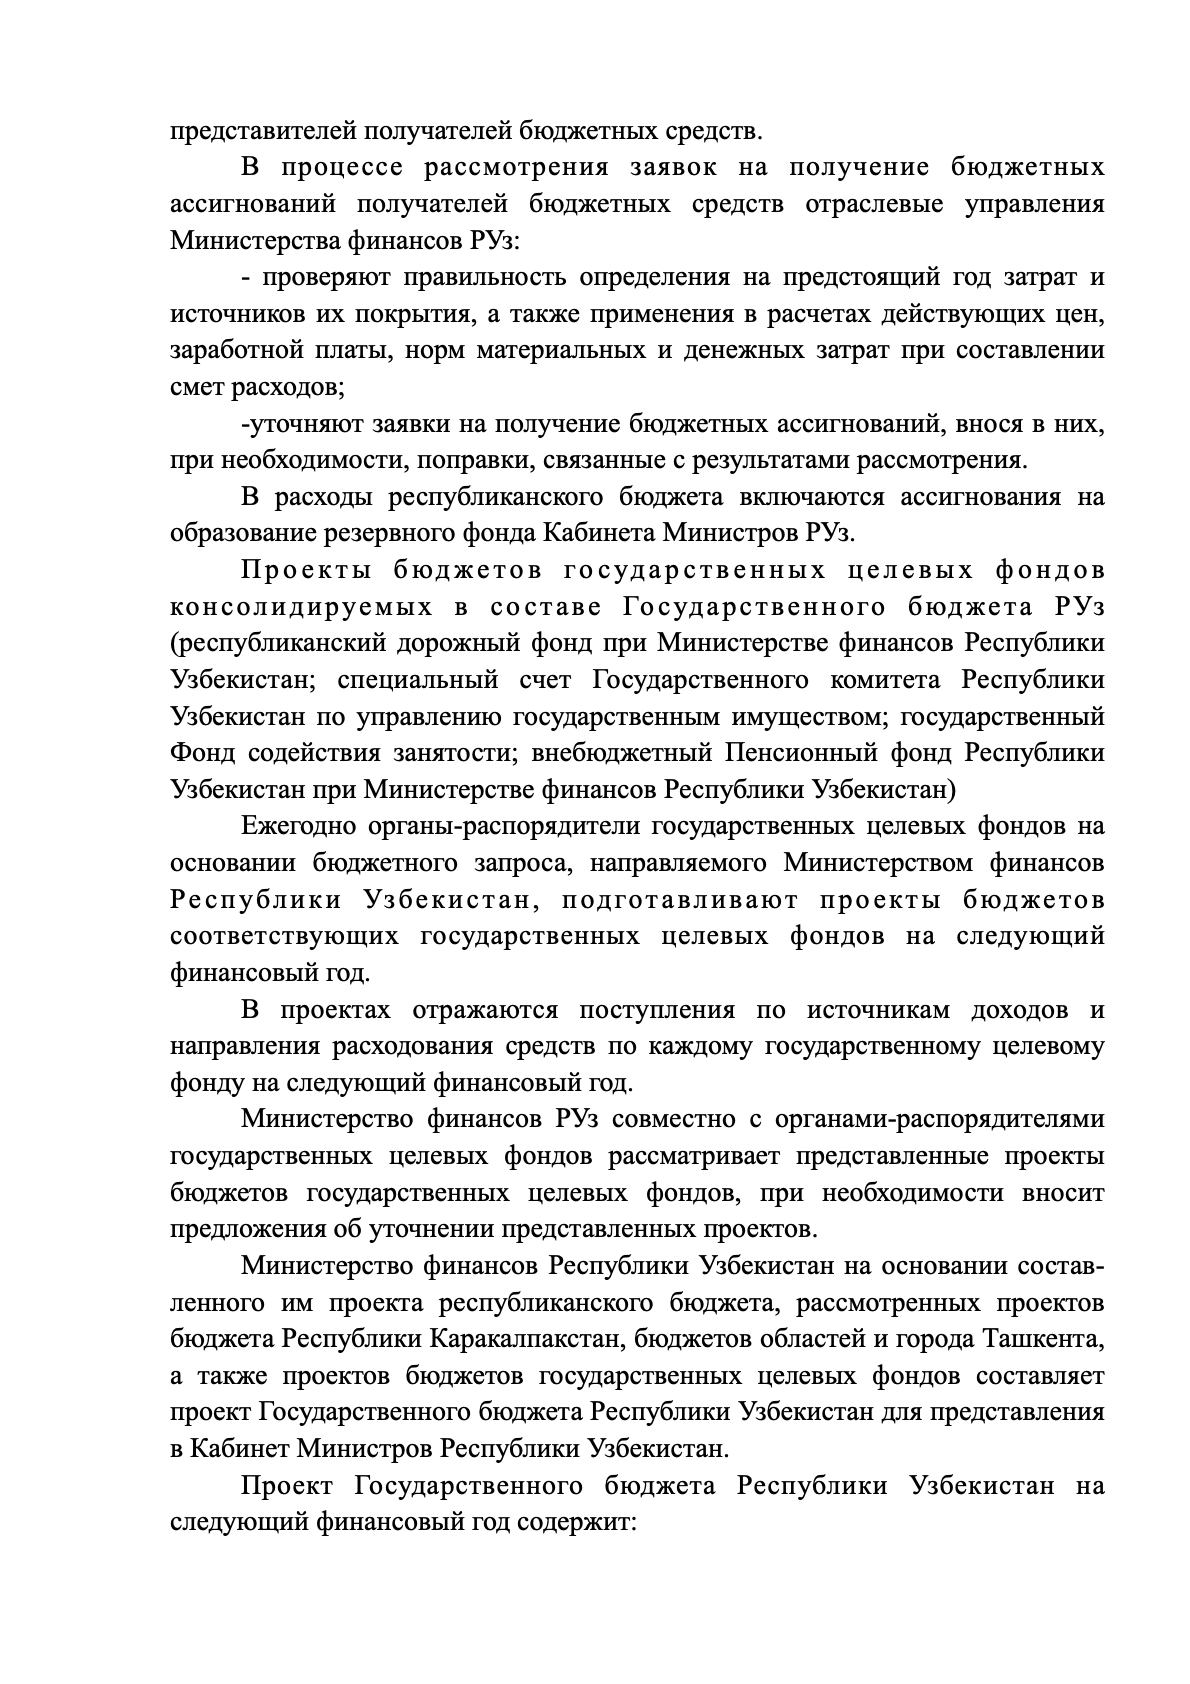 представителей получателей бюджетных средств.
В процессе рассмотрения заявок на получение бюджетных
ассигнований получателей бюджетных средств отраслевые управления
Министерства финансов РУз:
- проверяют правильность определения на предстоящий год затрат и
источников их покрытия, а также применения в расчетах действующих цен,
заработной платы, норм материальных и денежных затрат при составлении
смет расходов;
-уточняют заявки на получение бюджетных ассигнований, внося в них,
при необходимости, поправки, связанные с результатами рассмотрения.
В расходы республиканского бюджета включаются ассигнования на
образование резервного фонда Кабинета Министров РУз.
Проекты бюджетов государственных целевых фондов
консолидируемых в составе Государственного бюджета РУз
(республиканский дорожный фонд при Министерстве финансов Республики
Узбекистан; специальный счет Государственного комитета Республики
Узбекистан по управлению государственным имуществом; государственный
Фонд содействия занятости; внебюджетный Пенсионный фонд Республики
Узбекистан при Министерстве финансов Республики Узбекистан)
Ежегодно органы-распорядители государственных целевых фондов на
основании бюджетного запроса, направляемого Министерством финансов
Республики Узбекистан, подготавливают проекты бюджетов
соответствующих государственных целевых фондов на следующий
финансовый год.
В проектах отражаются поступления по источникам доходов и
направления расходования средств по каждому государственному целевому
фонду на следующий финансовый год.
Министерство финансов РУз совместно с органами-распорядителями
государственных целевых фондов рассматривает представленные проекты
бюджетов государственных целевых фондов, при необходимости вносит
предложения об уточнении представленных проектов.
Министерство финансов Республики Узбекистан на основании состав-
ленного им проекта республиканского бюджета, рассмотренных проектов
бюджета Республики Каракалпакстан, бюджетов областей и города Ташкента,
а также проектов бюджетов государственных целевых фондов составляет
проект Государственного бюджета Республики Узбекистан для представления
в Кабинет Министров Республики Узбекистан.
Проект Государственного бюджета Республики Узбекистан на
следующий финансовый год содержит: